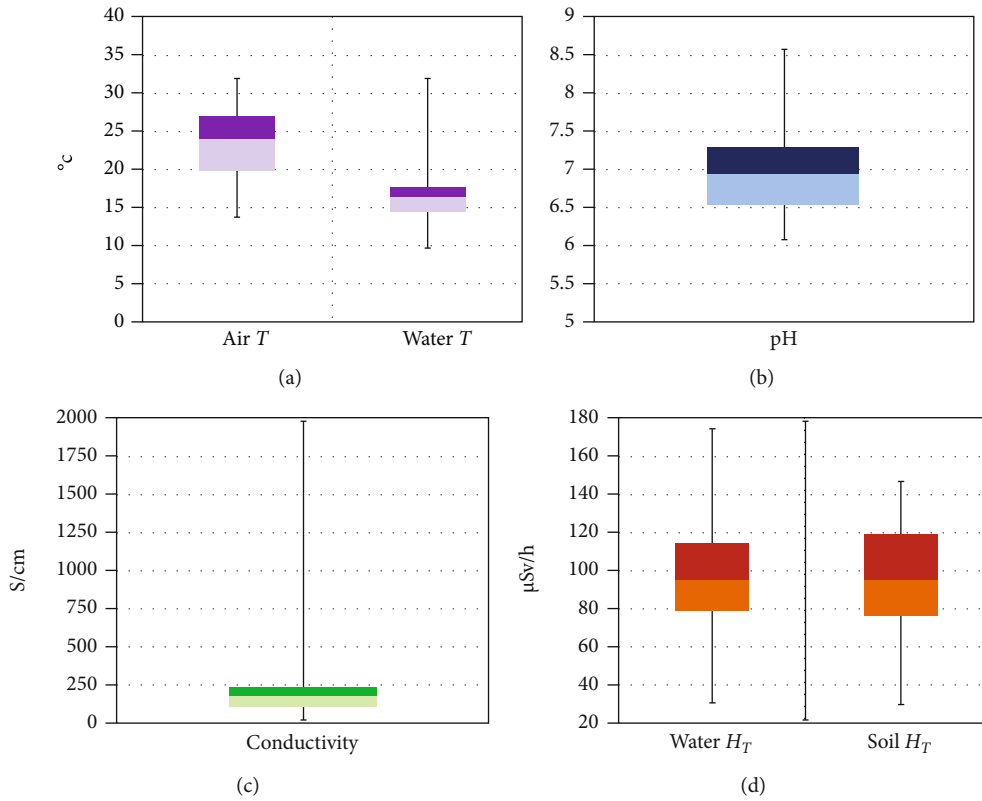 40
35
30
25
20
15
10
5
0
°c
Air T
Water T
(a)
9
8.5
8
7.5
7
6.5
6
5.5
5
pH
(b)
2000
1750
1500
1250
1000
750
500
250
0
S/cm
Conductivity
(c)
180
160
140
120
100
80
60
40
20
μSv/h
Water H_T
Soil H_T
(d)